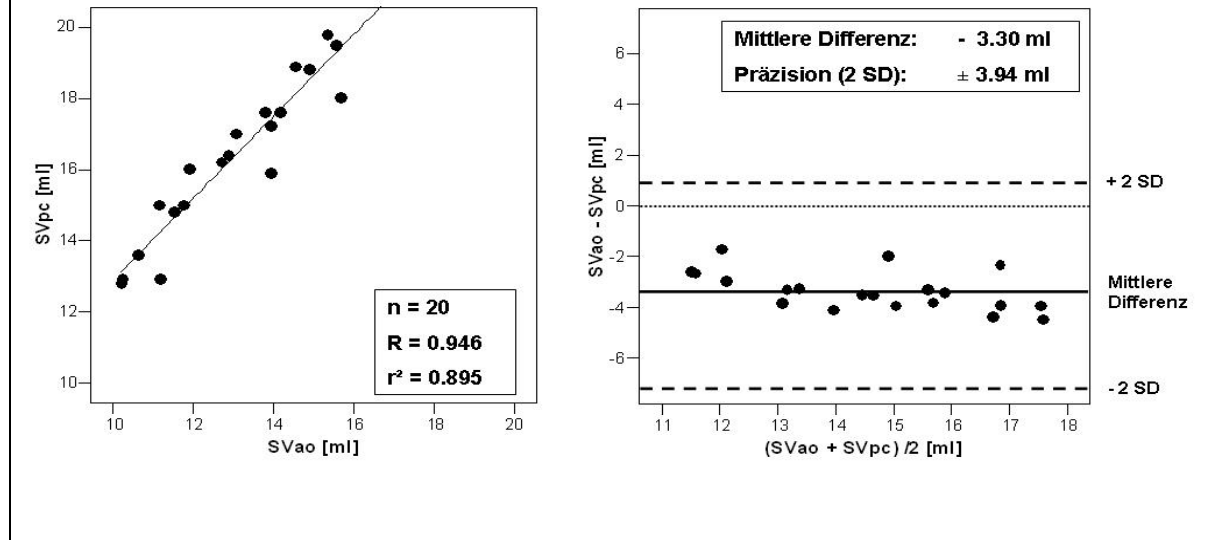 20
18
16
14
12
10
SVpc [ml]
n = 20
R = 0.946
r² = 0.895
10 12 14 16 18 20
SVao [ml]
Mittlere Differenz: - 3.30 ml
Präzision (2 SD): ± 3.94 ml
6
4
2
0
-2
-4
-6
SVao - SVpc [ml]
+ 2 SD
Mittlere
Differenz
- 2 SD
11 12 13 14 15 16 17 18
(SVao + SVpc) /2 [ml]